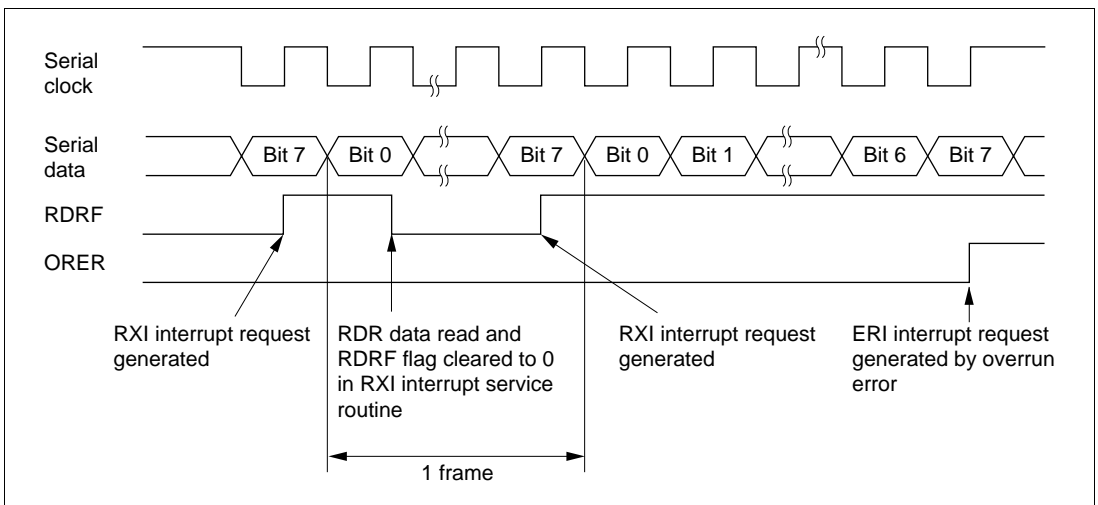 Serial
clock
Serial
data
Bit 7
Bit 0
Bit 7
Bit 0
Bit 1
Bit 6
Bit 7
RDRF
ORER
RXI interrupt request
generated
RDR data read and
RDRF flag cleared to 0
in RXI interrupt service
routine
RXI interrupt request
generated
ERI interrupt request
generated by overrun
error
1 frame